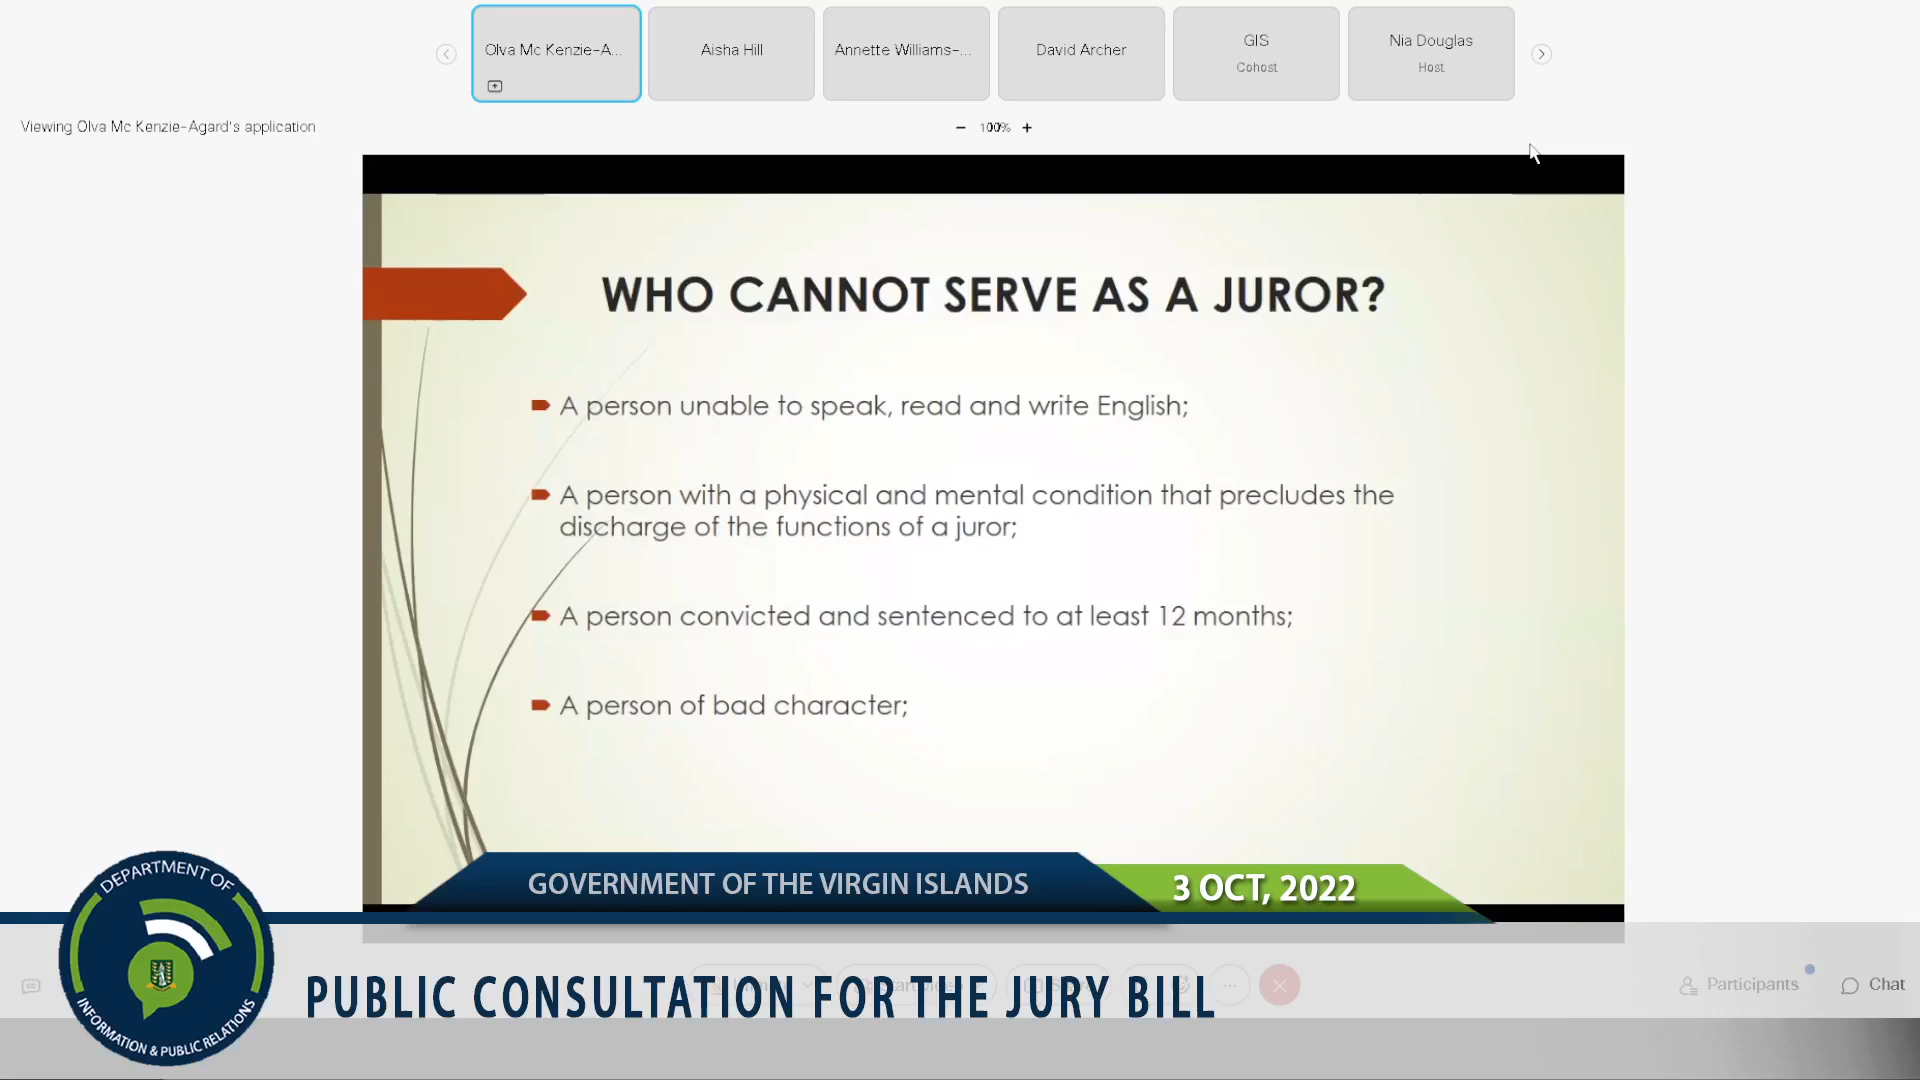 Olva Mc Kenzie-A...
Aisha Hill
Annette Williams-...
David Archer
GIS
Cohost
Nia Douglas
Host
Viewing Olva Mc Kenzie-Agard's application
100%
WHO CANNOT SERVE AS A JUROR?
A person unable to speak, read and write English;
A person with a physical and mental condition that precludes the
discharge of the functions of a juror;
A person convicted and sentenced to at least 12 months;
A person of bad character;
GOVERNMENT OF THE VIRGIN ISLANDS
3 OCT, 2022
DEPARTMENT OF
INFORMATION & PUBLIC RELATIONS
PUBLIC CONSULTATION FOR THE JURY BILL
Participants
Chat